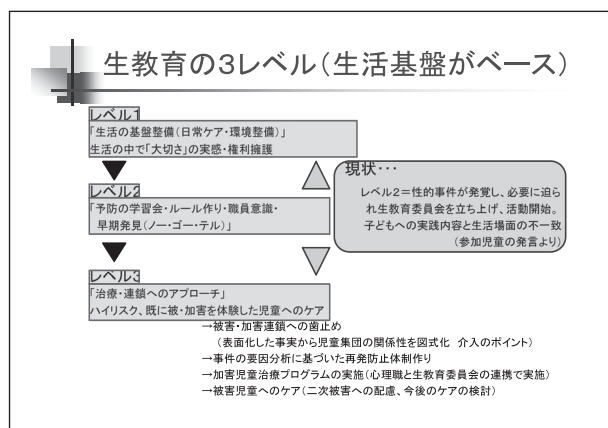 生教育の3レベル(生活基盤がベース)
レベル1
「生活の基盤整備(日常ケア・環境整備)」
生活の中で「大切さ」の実感・権利擁護
レベル2
「予防の学習会・ルール作り・職員意識・
早期発見(ノー・ゴー・テル)」
現状・・・
レベル2＝性的事件が発覚し、必要に迫ら
れ生教育委員会を立ち上げ、活動開始。
子どもへの実践内容と生活場面の不一致
(参加児童の発言より)
レベル3
「治療・連鎖へのアプローチ」
ハイリスク、既に被・加害を体験した児童へのケア
→被害・加害連鎖への歯止め
(表面化した事実から児童集団の関係性を図式化 介入のポイント)
→事件の要因分析に基づいた再発防止体制作り
→加害児童治療プログラムの実施(心理職と生教育委員会の連携で実施)
→被害児童へのケア(二次被害への配慮、今後のケアの検討)